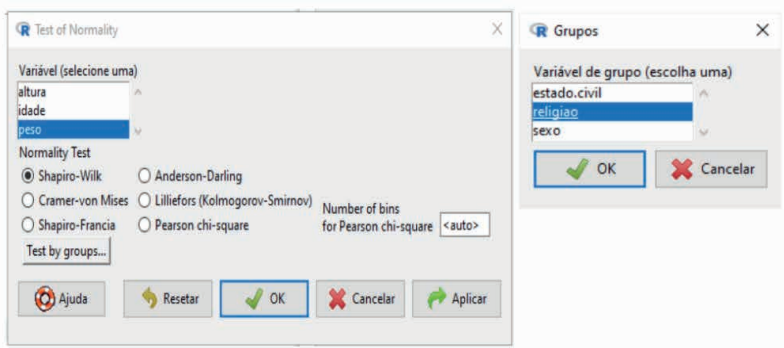 Test of Normality
Variável (selecione uma)
altura
idade
peso
Normality Test
Shapiro-Wilk
Anderson-Darling
Cramer-von Mises
Lilliefors (Kolmogorov-Smirnov)
Shapiro-Francia
Pearson chi-square
Number of bins
for Pearson chi-square <auto>
Test by groups...
Ajuda
Resetar
OK
Cancelar
Aplicar
Grupos
Variável de grupo (escolha uma)
estado.civil
religiao
sexo
OK
Cancelar